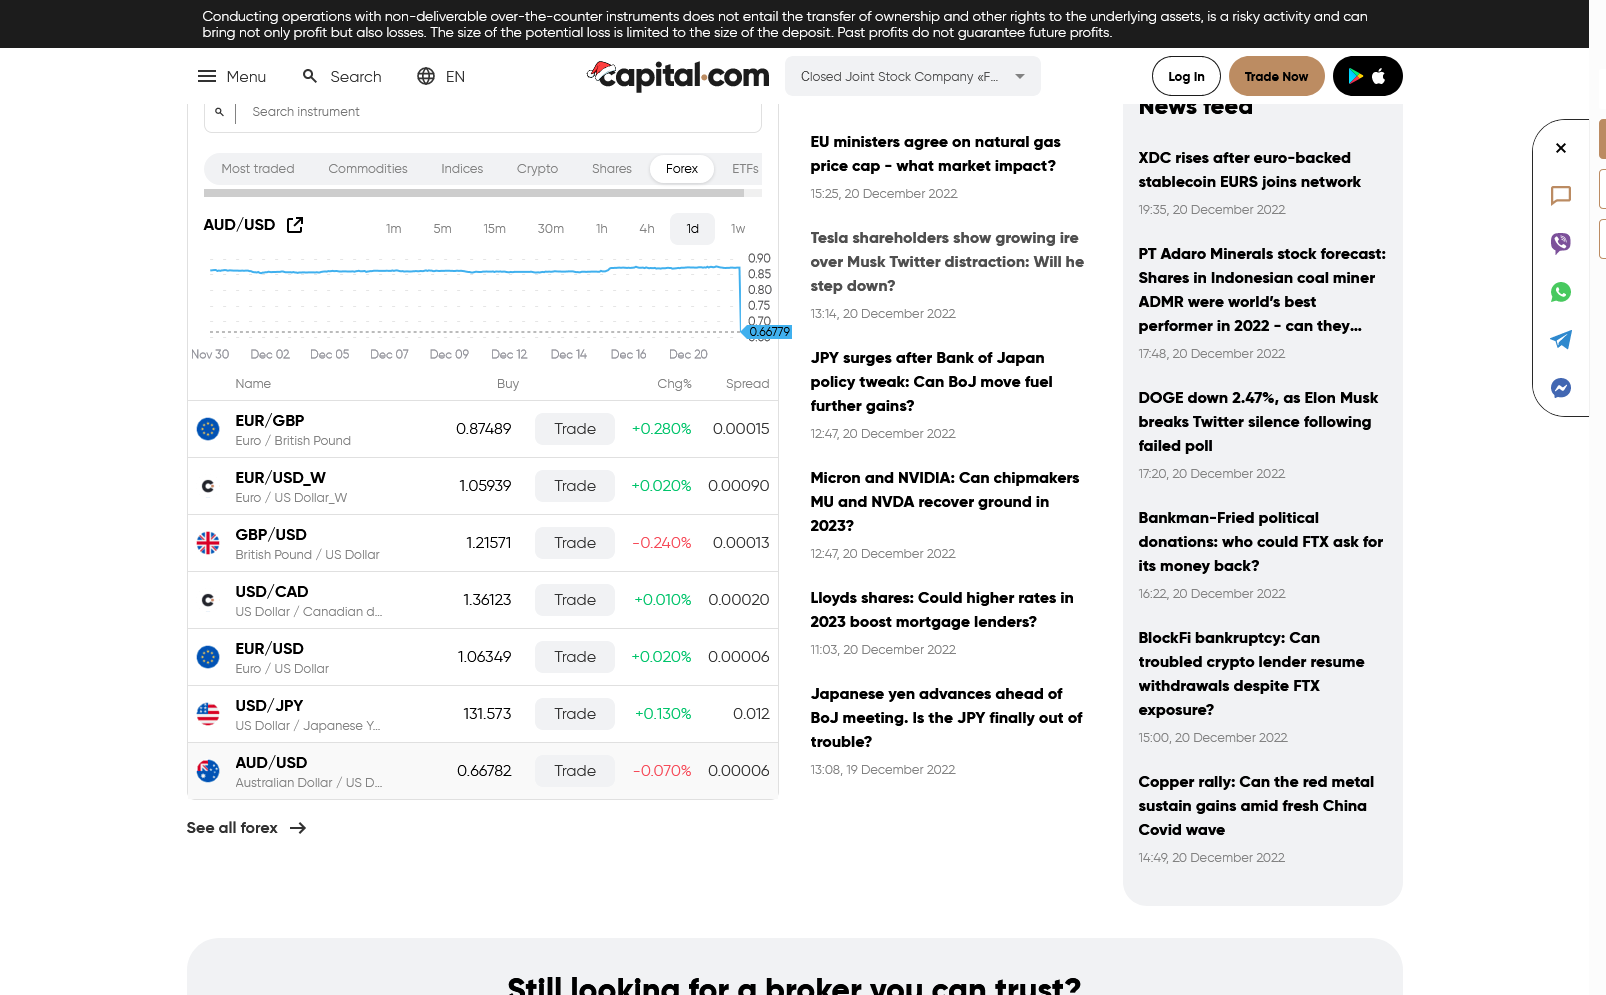 Conducting operations with non-deliverable over-the-counter instruments does not entail the transfer of ownership and other rights to the underlying assets, is a risky activity and can
bring not only profit but also losses. The size of the potential loss is limited to the size of the deposit. Past profits do not guarantee future profits.
Menu Search EN capital.com Closed Joint Stock Company «F... Log In Trade Now
Search instrument
Most traded Commodities Indices Crypto Shares Forex ETFs
AUD/USD 1m 5m 15m 30m 1h 4h 1d 1w
0.90
0.85
0.80
0.75
0.70
0.66779
Nov 30 Dec 02 Dec 05 Dec 07 Dec 09 Dec 12 Dec 14 Dec 16 Dec 20
Name Buy Chg% Spread
EUR/GBP
Euro / British Pound
0.87489 Trade +0.280% 0.00015
EUR/USD_W
Euro / US Dollar_W
1.05939 Trade +0.020% 0.00090
GBP/USD
British Pound / US Dollar
1.21571 Trade -0.240% 0.00013
USD/CAD
US Dollar / Canadian d...
1.36123 Trade +0.010% 0.00020
EUR/USD
Euro / US Dollar
1.06349 Trade +0.020% 0.00006
USD/JPY
US Dollar / Japanese Y...
131.573 Trade +0.130% 0.012
AUD/USD
Australian Dollar / US D...
0.66782 Trade -0.070% 0.00006
See all forex
EU ministers agree on natural gas
price cap - what market impact?
15:25, 20 December 2022
Tesla shareholders show growing ire
over Musk Twitter distraction: Will he
step down?
13:14, 20 December 2022
JPY surges after Bank of Japan
policy tweak: Can BoJ move fuel
further gains?
12:47, 20 December 2022
Micron and NVIDIA: Can chipmakers
MU and NVDA recover ground in
2023?
12:47, 20 December 2022
Lloyds shares: Could higher rates in
2023 boost mortgage lenders?
11:03, 20 December 2022
Japanese yen advances ahead of
BoJ meeting. Is the JPY finally out of
trouble?
13:08, 19 December 2022
News feed
XDC rises after euro-backed
stablecoin EURS joins network
19:35, 20 December 2022
PT Adaro Minerals stock forecast:
Shares in Indonesian coal miner
ADMR were world's best
performer in 2022 - can they...
17:48, 20 December 2022
DOGE down 2.47%, as Elon Musk
breaks Twitter silence following
failed poll
17:20, 20 December 2022
Bankman-Fried political
donations: who could FTX ask for
its money back?
16:22, 20 December 2022
BlockFi bankruptcy: Can
troubled crypto lender resume
withdrawals despite FTX
exposure?
15:00, 20 December 2022
Copper rally: Can the red metal
sustain gains amid fresh China
Covid wave
14:49, 20 December 2022
Still looking for a broker you can trust?